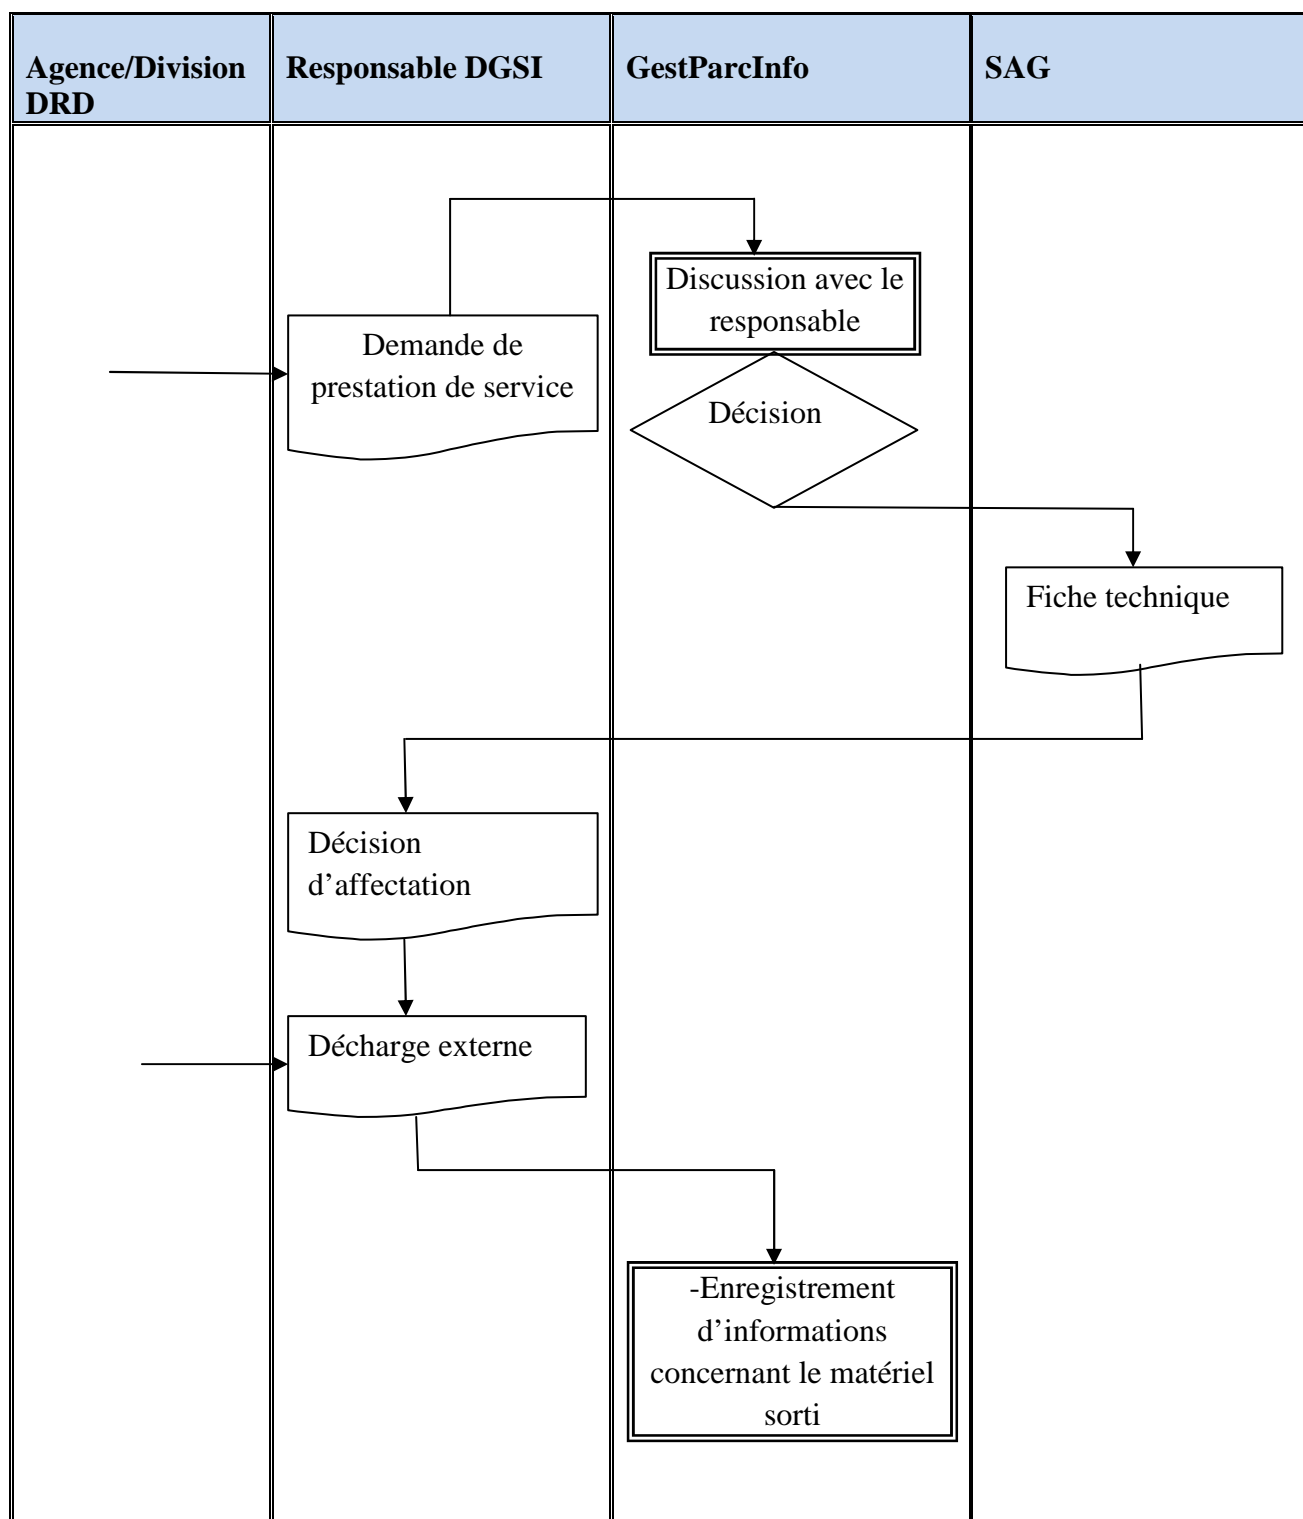 Agence/Division
DRD
Responsable DGSI
GestParcInfo
SAG
Discussion avec le
responsable
Demande de
prestation de service
Décision
Fiche technique
Décision
d’affectation
Décharge externe
-Enregistrement
d’informations
concernant le matériel
sorti